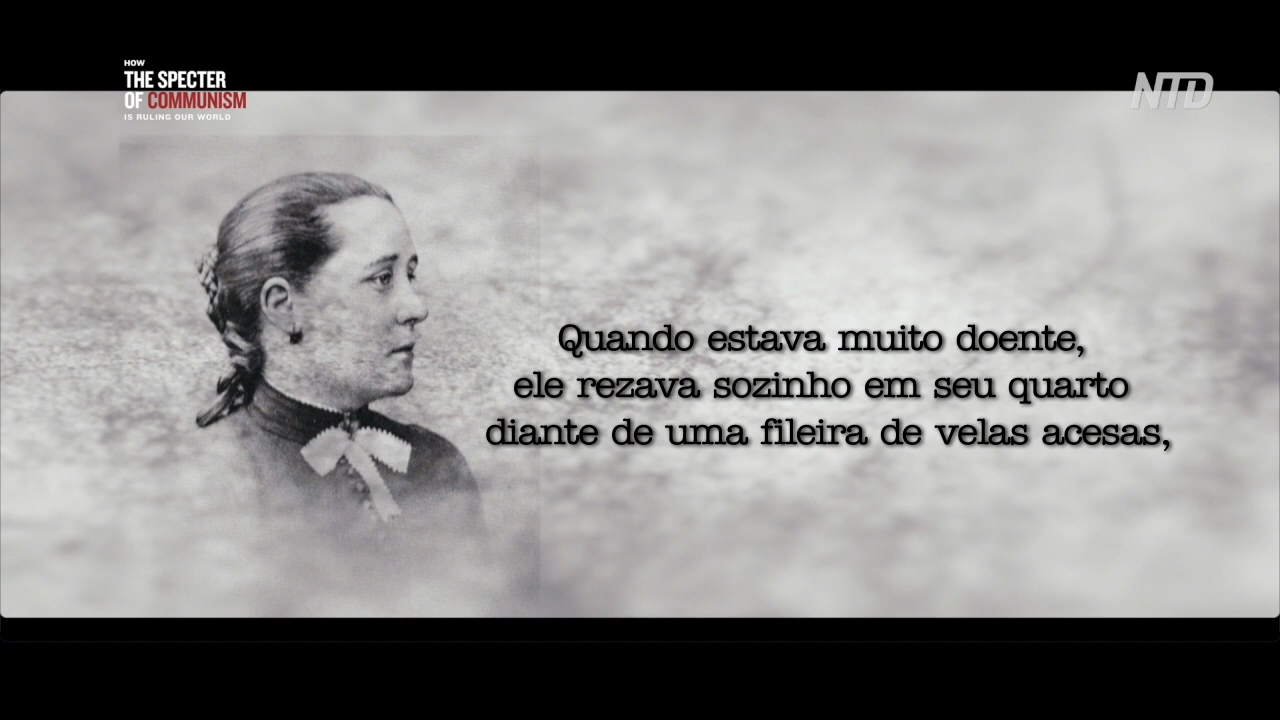 HOW
THE SPECTER
OF COMMUNISM
IS RULING OUR WORLD
NTD
Quando estava muito doente,
ele rezava sozinho em seu quarto
diante de uma fileira de velas acesas,